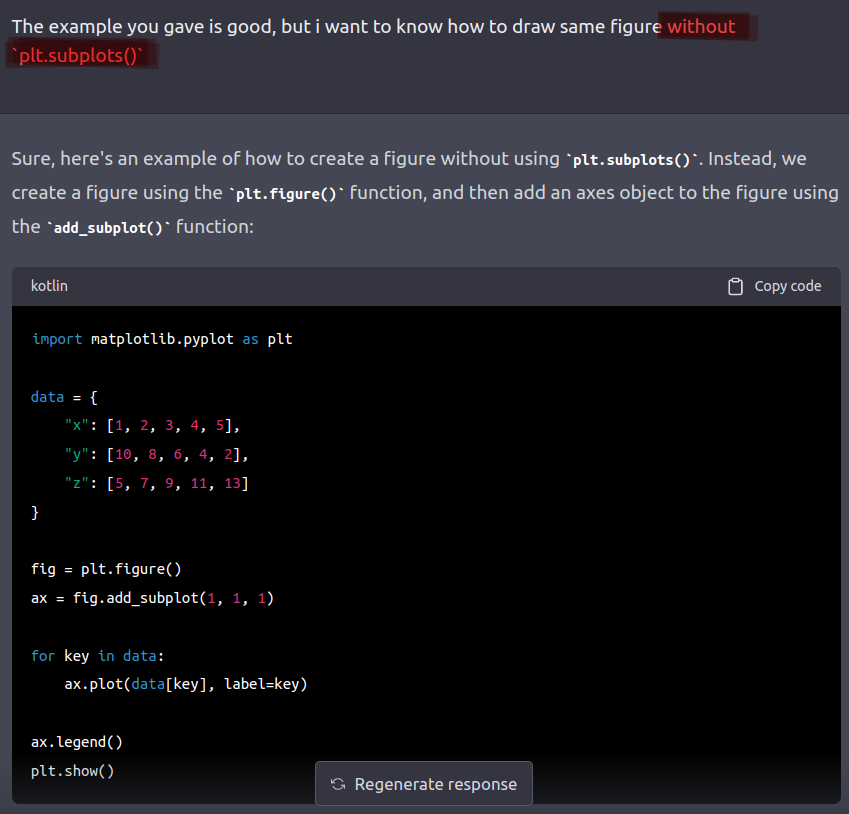 The example you gave is good, but i want to know how to draw same figure without
`plt.subplots()`
Sure, here's an example of how to create a figure without using `plt.subplots()`. Instead, we
create a figure using the `plt.figure()` function, and then add an axes object to the figure using
the `add_subplot()` function:
kotlin Copy code
import matplotlib.pyplot as plt
data = {
    "x": [1, 2, 3, 4, 5],
    "y": [10, 8, 6, 4, 2],
    "z": [5, 7, 9, 11, 13]
}
fig = plt.figure()
ax = fig.add_subplot(1, 1, 1)
for key in data:
    ax.plot(data[key], label=key)
ax.legend()
plt.show()
Regenerate response